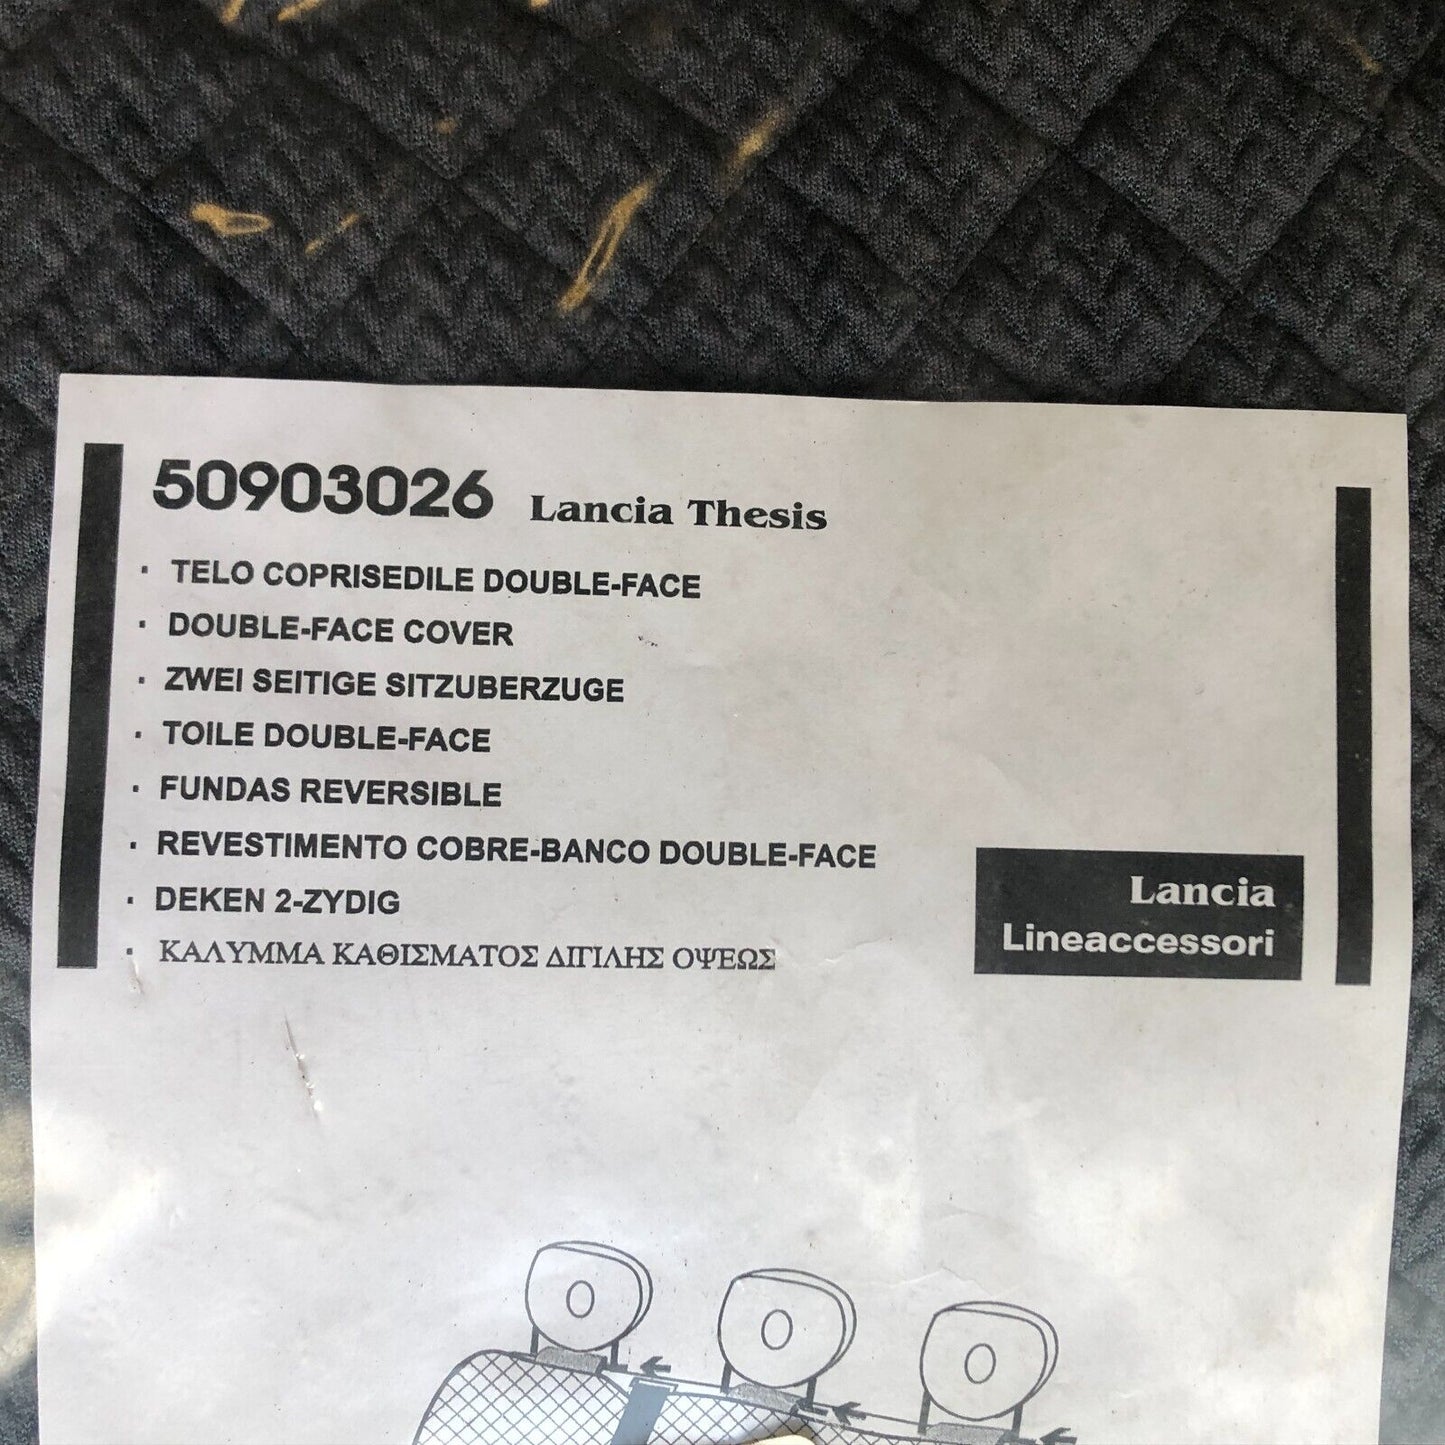 50903026 Lancia Thesis
· TELO COPRISEDILE DOUBLE-FACE
· DOUBLE-FACE COVER
· ZWEI SEITIGE SITZUBERZUGE
· TOILE DOUBLE-FACE
· FUNDAS REVERSIBLE
· REVESTIMENTO COBRE-BANCO DOUBLE-FACE
· DEKEN 2-ZYDIG
· ΚΑΛΥΜΜΑ ΚΑΘΙΣΜΑΤΟΣ ΔΙΠΛΗΣ ΟΨΕΩΣ
Lancia
Lineaccessori